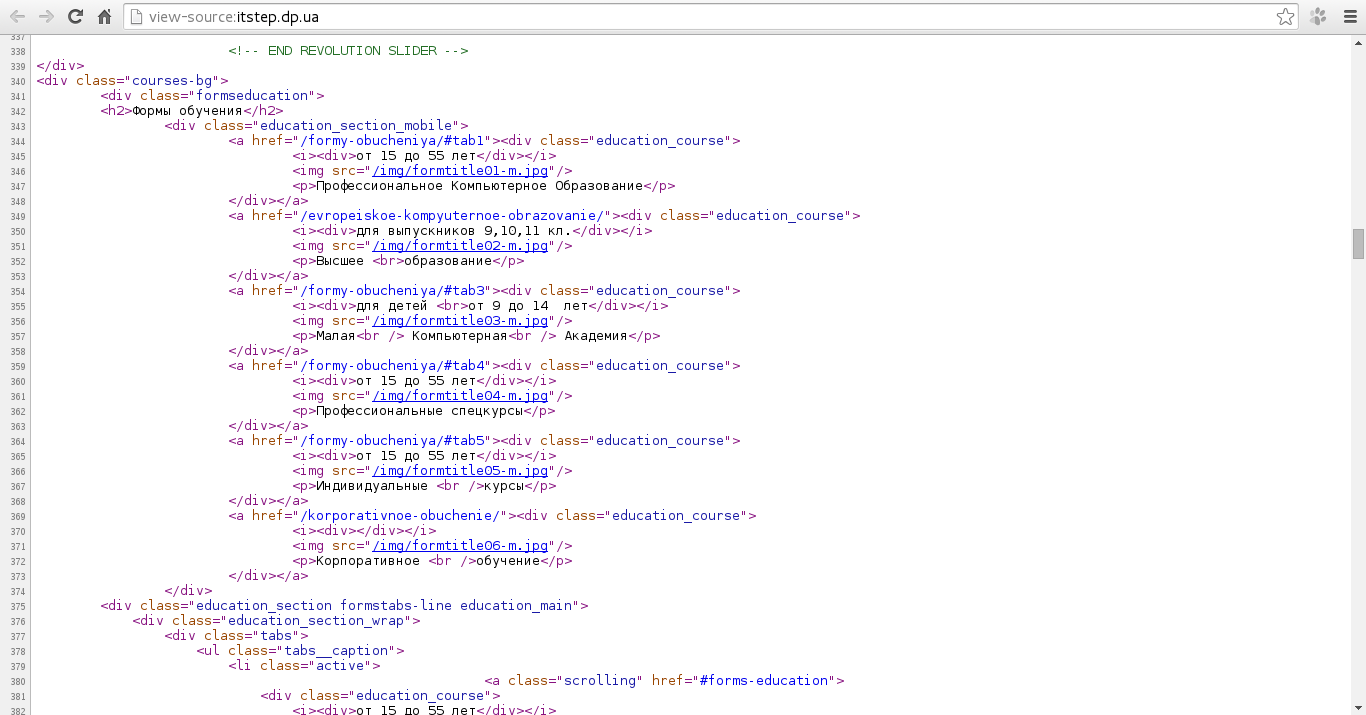 view-source:itstep.dp.ua
337
338 <!-- END REVOLUTION SLIDER -->
339 </div>
340 <div class="courses-bg">
341 <div class="formseducation">
342 <h2>Формы обучения</h2>
343 <div class="education_section_mobile">
344 <a href="/formy-obucheniya/#tab1"><div class="education_course">
345 <i><div>от 15 до 55 лет</div></i>
346 <img src="/img/formtitle01-m.jpg"/>
347 <p>Профессиональное Компьютерное Образование</p>
348 </div></a>
349 <a href="/evropeiskoe-kompyuternoe-obrazovanie/"><div class="education_course">
350 <i><div>для выпускников 9,10,11 кл.</div></i>
351 <img src="/img/formtitle02-m.jpg"/>
352 <p>Высшее <br>образование</p>
353 </div></a>
354 <a href="/formy-obucheniya/#tab3"><div class="education_course">
355 <i><div>для детей <br>от 9 до 14  лет</div></i>
356 <img src="/img/formtitle03-m.jpg"/>
357 <p>Малая<br /> Компьютерная<br /> Академия</p>
358 </div></a>
359 <a href="/formy-obucheniya/#tab4"><div class="education_course">
360 <i><div>от 15 до 55 лет</div></i>
361 <img src="/img/formtitle04-m.jpg"/>
362 <p>Профессиональные спецкурсы</p>
363 </div></a>
364 <a href="/formy-obucheniya/#tab5"><div class="education_course">
365 <i><div>от 15 до 55 лет</div></i>
366 <img src="/img/formtitle05-m.jpg"/>
367 <p>Индивидуальные <br />курсы</p>
368 </div></a>
369 <a href="/korporativnoe-obuchenie/"><div class="education_course">
370 <i><div></div></i>
371 <img src="/img/formtitle06-m.jpg"/>
372 <p>Корпоративное <br />обучение</p>
373 </div></a>
374 </div>
375 <div class="education_section formstabs-line education_main">
376 <div class="education_section_wrap">
377 <div class="tabs">
378 <ul class="tabs__caption">
379 <li class="active">
380 <a class="scrolling" href="#forms-education">
381 <div class="education_course">
382 <i><div>от 15 до 55 лет</div></i>